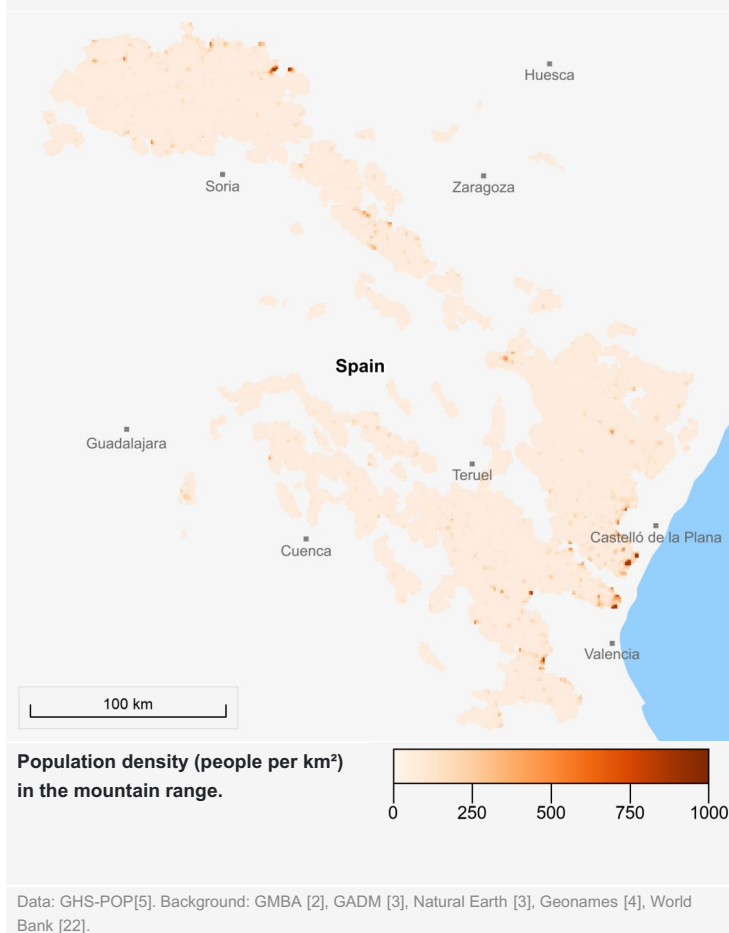 Huesca
Soria
Zaragoza
Spain
Guadalajara
Teruel
Castelló de la Plana
Cuenca
Valencia
100 km
Population density (people per km²)
in the mountain range.
0 250 500 750 1000
Data: GHS-POP[5]. Background: GMBA [2], GADM [3], Natural Earth [3], Geonames [4], World
Bank [22].